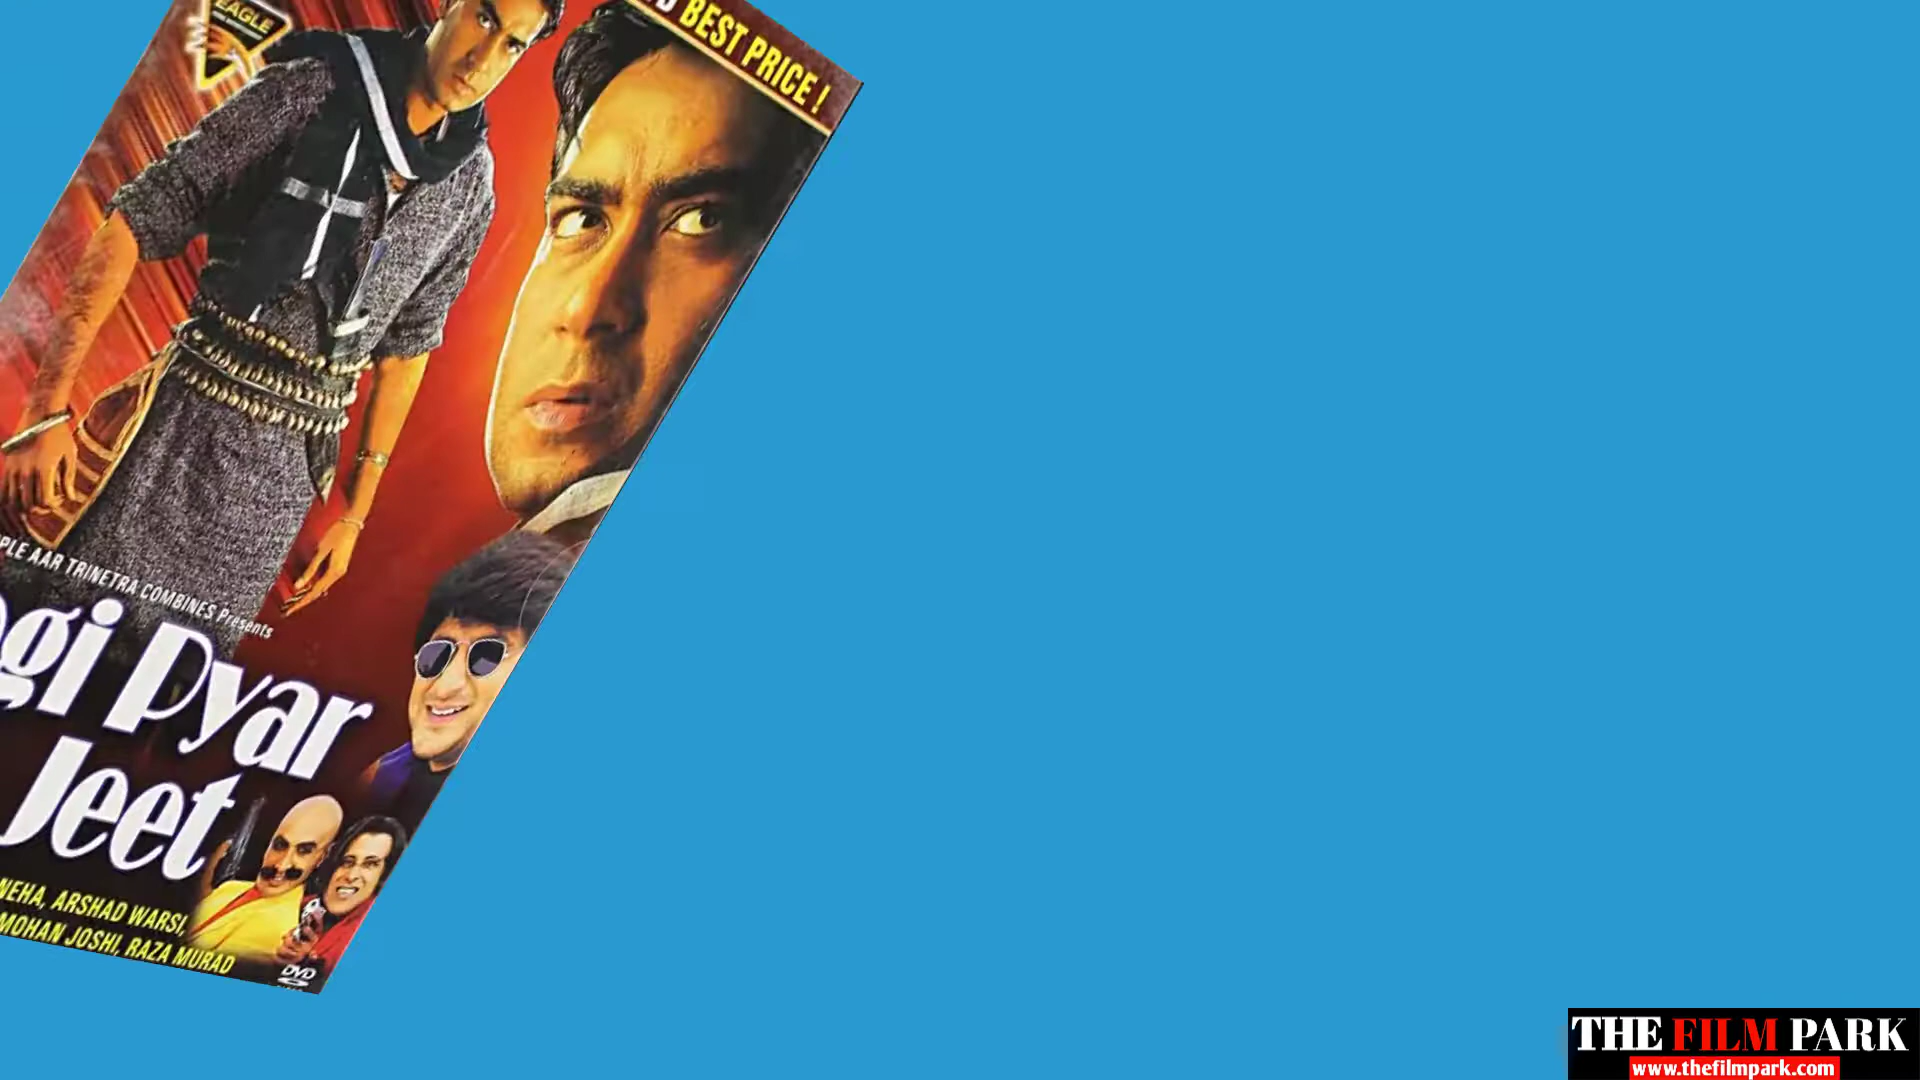 EAGLE
BEST PRICE !
PLE AAR TRINETRA COMBINES Presents
gi Pyar
Jeet
NEHA, ARSHAD WARSI,
MOHAN JOSHI, RAZA MURAD
DVD
THE FILM PARK
www.thefilmpark.com